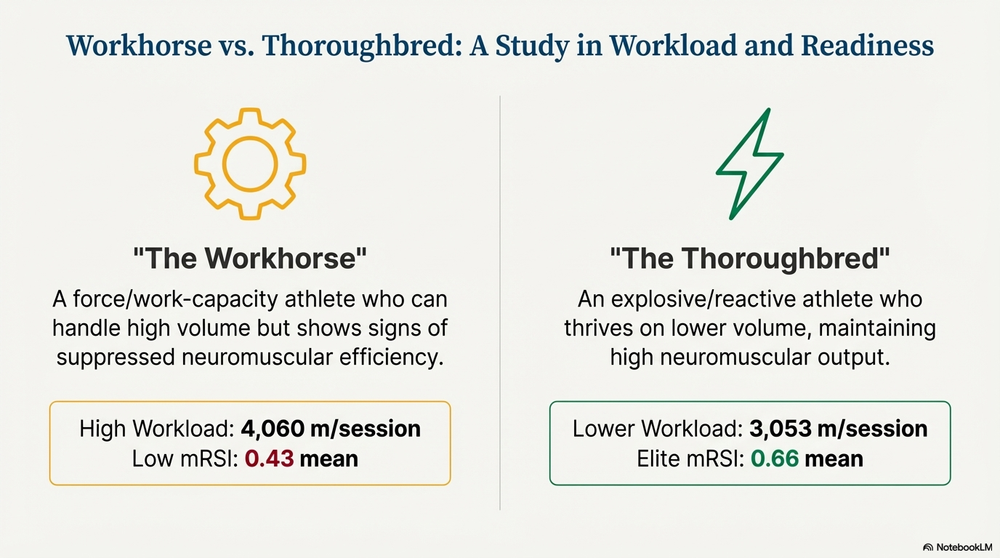 Workhorse vs. Thoroughbred: A Study in Workload and Readiness
"The Workhorse"
A force/work-capacity athlete who can
handle high volume but shows signs of
suppressed neuromuscular efficiency.
High Workload: 4,060 m/session
Low mRSI: 0.43 mean
"The Thoroughbred"
An explosive/reactive athlete who
thrives on lower volume, maintaining
high neuromuscular output.
Lower Workload: 3,053 m/session
Elite mRSI: 0.66 mean
NotebookLM